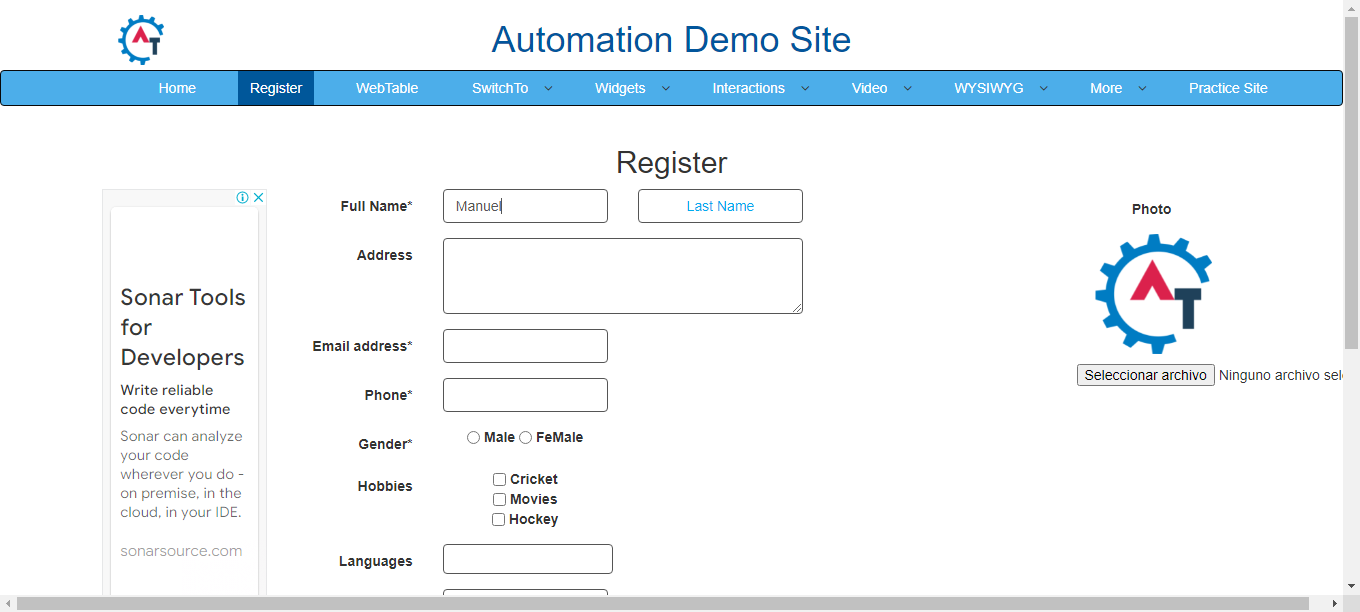 AT
Automation Demo Site
Home Register WebTable SwitchTo Widgets Interactions Video WYSIWYG More Practice Site
Register
Full Name* Manuel Last Name
Photo
Address
AT
Sonar Tools
for
Developers
Email address*
Seleccionar archivo Ninguno archivo sel
Write reliable
code everytime
Phone*
Sonar can analyze
your code
wherever you do -
on premise, in the
cloud, in your IDE.
Gender* Male FeMale
Hobbies Cricket
Movies
Hockey
sonarsource.com
Languages